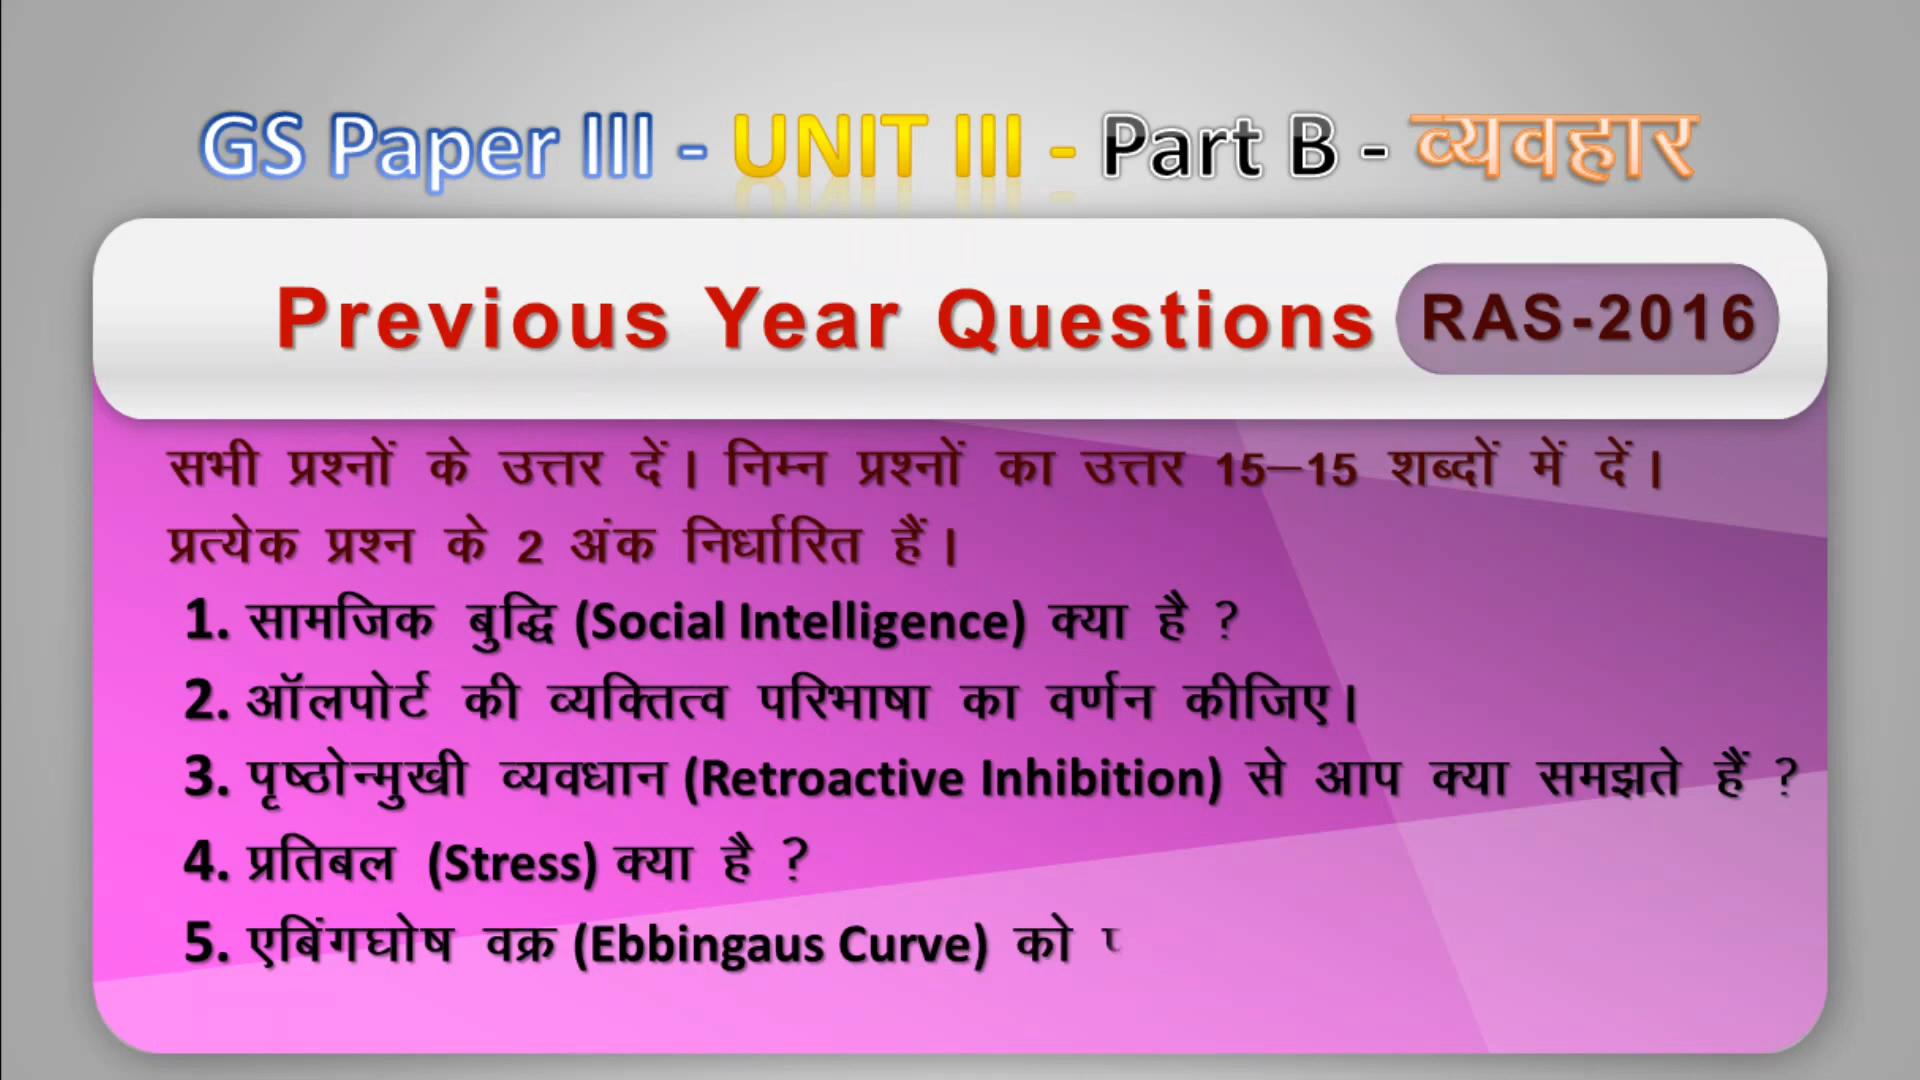 GS Paper III - UNIT III - Part B - व्यवहार
Previous Year Questions RAS-2016
सभी प्रश्नों के उत्तर दें। निम्न प्रश्नों का उत्तर 15–15 शब्दों में दें।
प्रत्येक प्रश्न के 2 अंक निर्धारित हैं।
1. सामजिक बुद्धि (Social Intelligence) क्या है ?
2. ऑलपोर्ट की व्यक्तित्व परिभाषा का वर्णन कीजिए।
3. पृष्ठोन्मुखी व्यवधान (Retroactive Inhibition) से आप क्या समझते हैं ?
4. प्रतिबल (Stress) क्या है ?
5. एबिंगघोष वक्र (Ebbingaus Curve) को